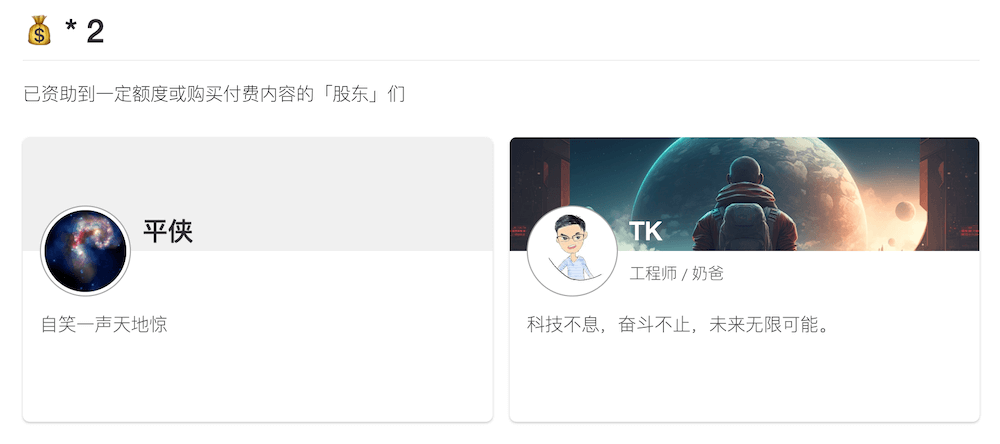 💰 * 2
已资助到一定额度或购买付费内容的「股东」们
平侠
自笑一声天地惊
TK
工程师 / 奶爸
科技不息，奋斗不止，未来无限可能。